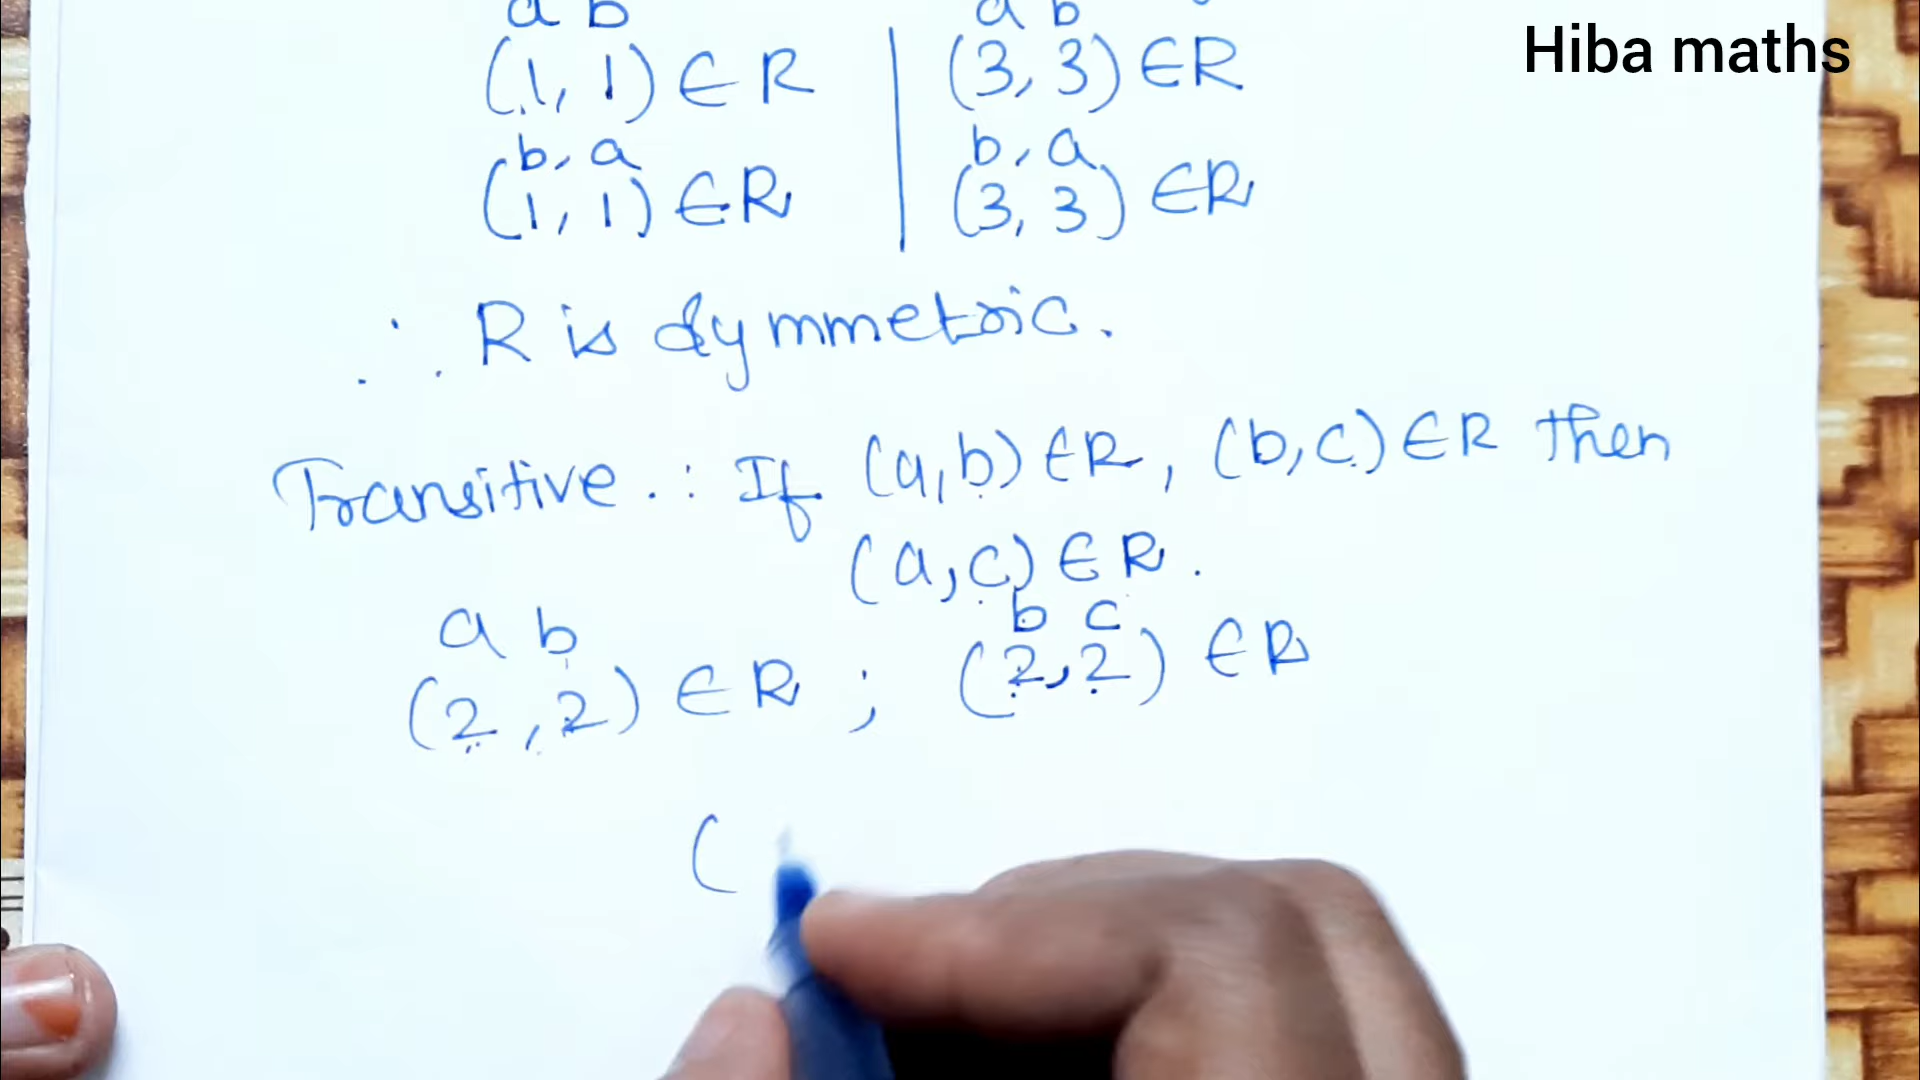 a b a b
Hiba maths
(1, 1) ∈ R | (3, 3) ∈ R
b, a b, a
(1, 1) ∈ R | (3, 3) ∈ R
∴ R is symmetric.
Transitive : If (a, b) ∈ R, (b, c) ∈ R then
(a, c) ∈ R.
a b b c
(2, 2) ∈ R ; (2, 2) ∈ R
(